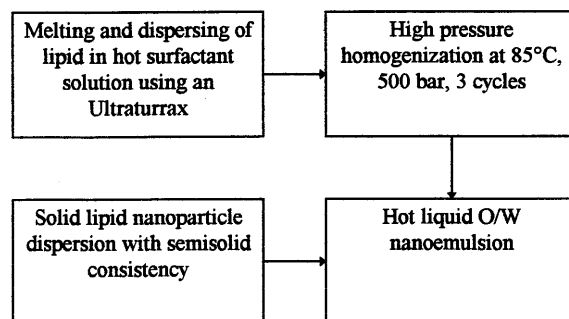 Melting and dispersing of
lipid in hot surfactant
solution using an
Ultraturrax
High pressure
homogenization at 85°C,
500 bar, 3 cycles
Solid lipid nanoparticle
dispersion with semisolid
consistency
Hot liquid O/W
nanoemulsion